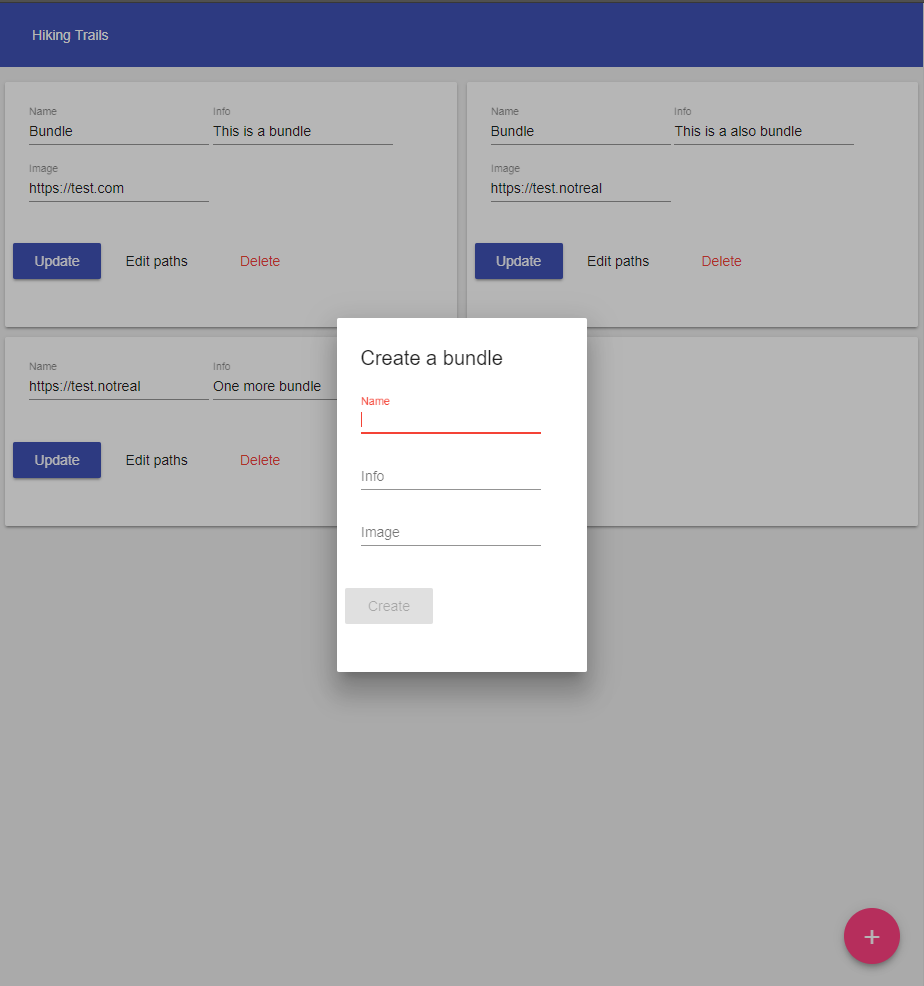 Hiking Trails
Name Info
Bundle This is a bundle
Image
https://test.com
Update Edit paths Delete
Name Info
Bundle This is a also bundle
Image
https://test.notreal
Update Edit paths Delete
Name Info
https://test.notreal One more bundle
Update Edit paths Delete
Create a bundle
Name
Info
Image
Create
+